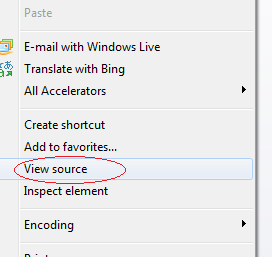 Paste
E-mail with Windows Live
Translate with Bing
All Accelerators
Create shortcut
Add to favorites...
View source
Inspect element
Encoding